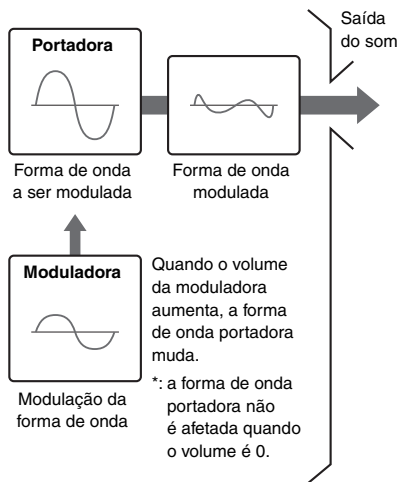 Saída
do som
Portadora
Forma de onda
a ser modulada
Forma de onda
modulada
Moduladora
Modulação da
forma de onda
Quando o volume
da moduladora
aumenta, a forma
de onda portadora
muda.
*: a forma de onda
portadora não
é afetada quando
o volume é 0.